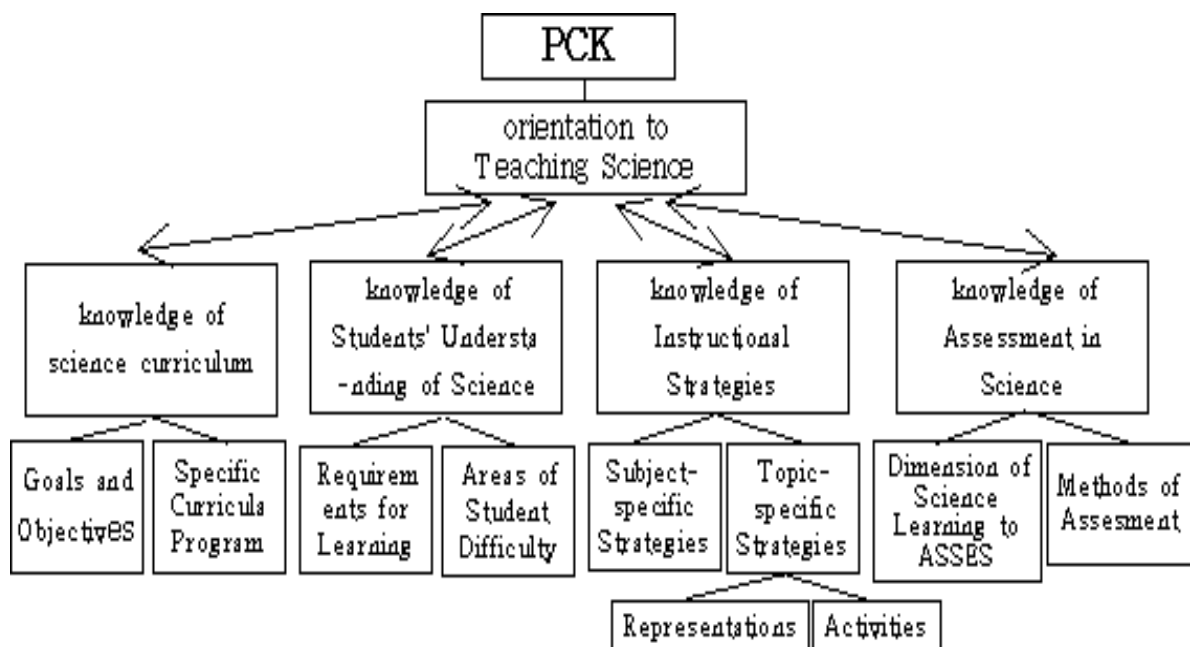 PCK
orientation to
Teaching Science
knowledge of
science curriculum
knowledge of
Students' Understa
-nding of Science
knowledge of
Instructional
Strategies
knowledge of
Assessment in
Science
Goals and
Objectives
Specific
Curricula
Program
Requirem
ents for
Learning
Areas of
Student
Difficulty
Subject-
specific
Strategies
Topic-
specific
Strategies
Dimension of
Science
Learning to
ASSES
Methods of
Assesment
Representations
Activities